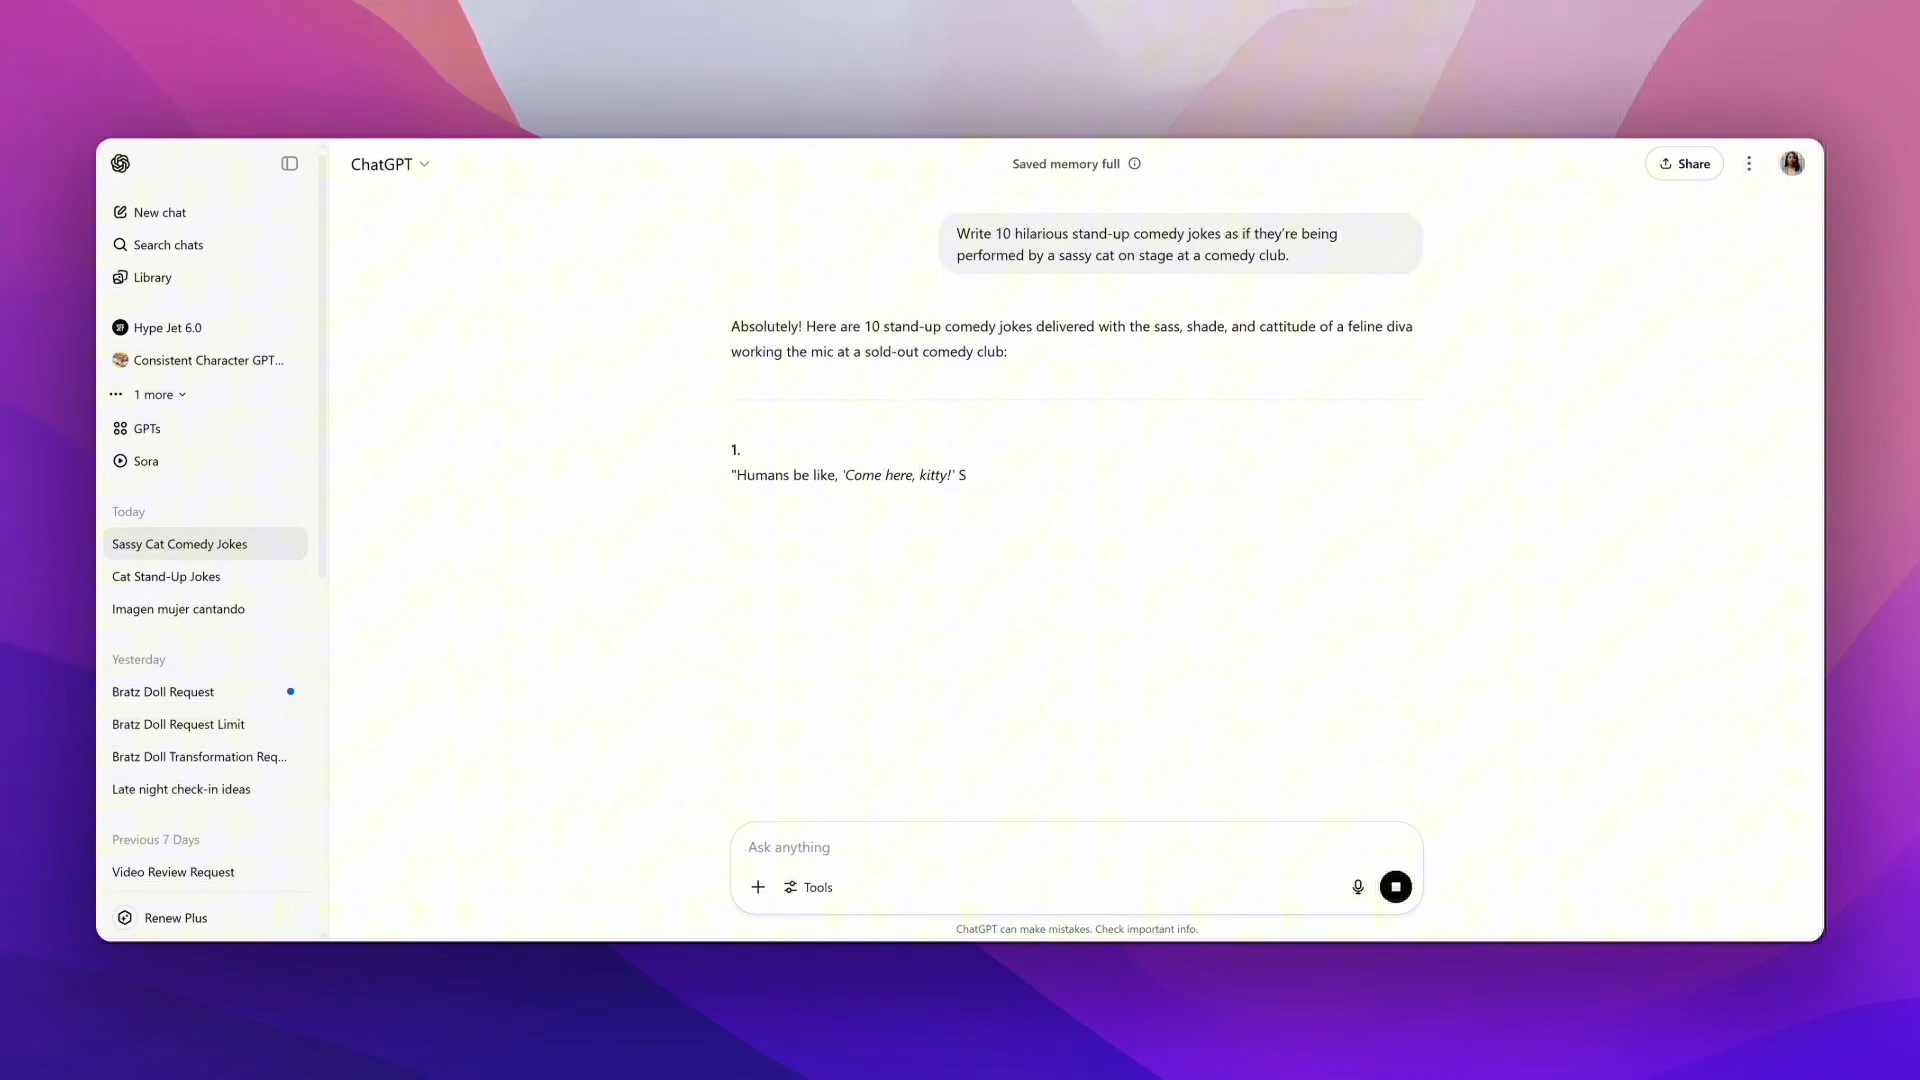 ChatGPT
Saved memory full
Share
New chat
Search chats
Library
Hype Jet 6.0
Consistent Character GPT...
1 more
GPTs
Sora
Today
Sassy Cat Comedy Jokes
Cat Stand-Up Jokes
Imagen mujer cantando
Yesterday
Bratz Doll Request
Bratz Doll Request Limit
Bratz Doll Transformation Req...
Late night check-in ideas
Previous 7 Days
Video Review Request
Renew Plus
Write 10 hilarious stand-up comedy jokes as if they're being
performed by a sassy cat on stage at a comedy club.
Absolutely! Here are 10 stand-up comedy jokes delivered with the sass, shade, and cattitude of a feline diva
working the mic at a sold-out comedy club:
1.
"Humans be like, 'Come here, kitty!' S
Ask anything
Tools
ChatGPT can make mistakes. Check important info.